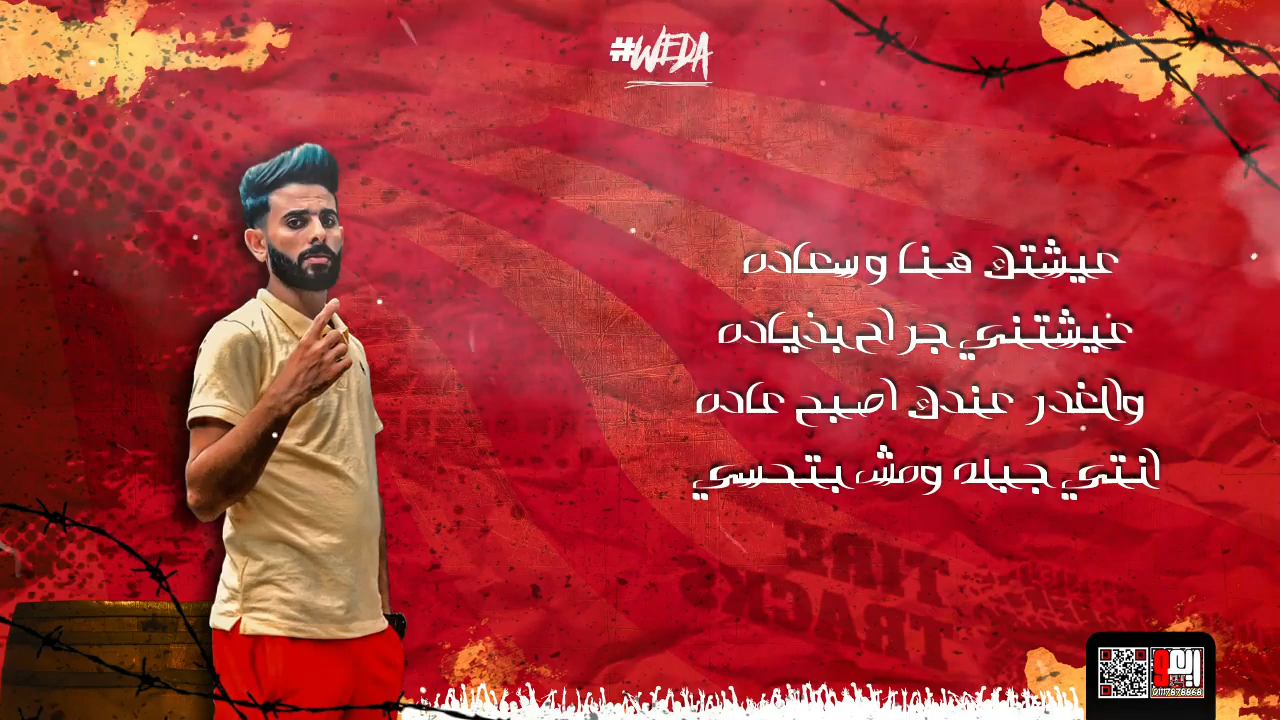 #WEDA
عيشتك هنا وسعاده
عيشتني جراح بذياده
والغدر عندك اصبح عاده
انتي جبله ومش بتحسي
TIRE
TRACKS
01117878868